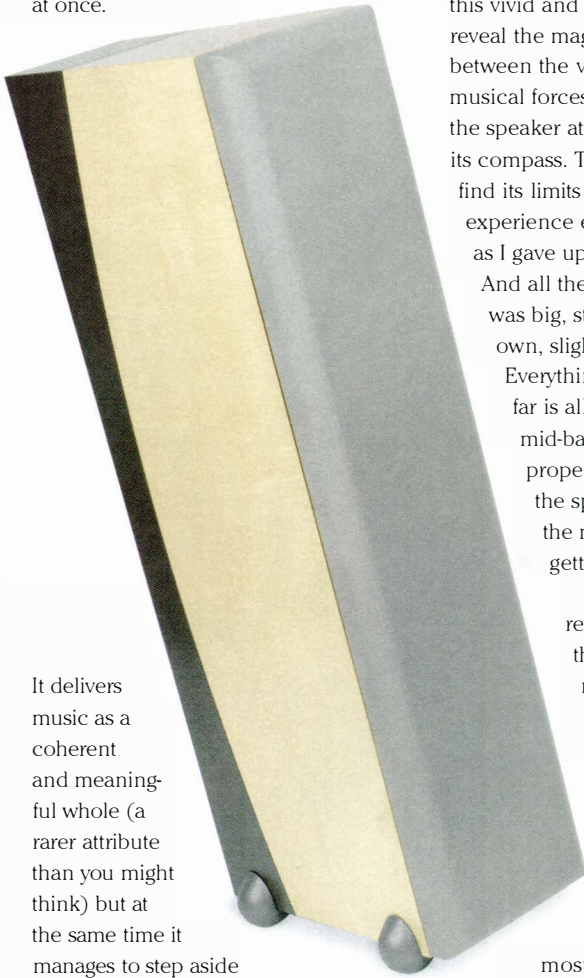 at once.
It delivers
music as a
coherent
and meaning-
ful whole (a
rarer attribute
than you might
think) but at
the same time it
manages to step aside
this vivid and
reveal the mag
between the v
musical forces
the speaker at
its compass. T
find its limits
experience e
as I gave up
And all the
was big, st
own, sligh
Everythin
far is al
mid-ba
prope
the sp
the r
gett
re
th
r
most